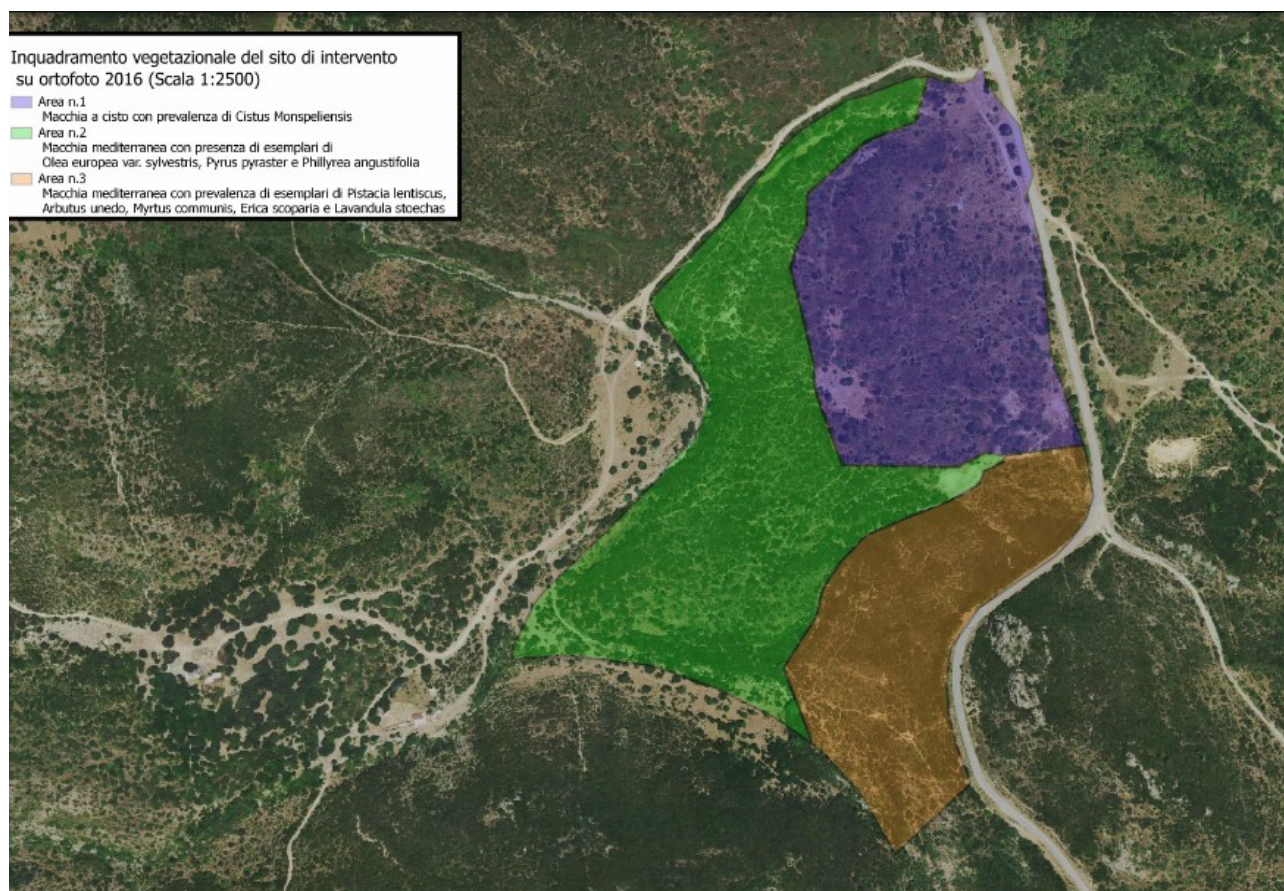 Inquadramento vegetazionale del sito di intervento
su ortofoto 2016 (Scala 1:2500)
Area n.1
Macchia a cisto con prevalenza di Cistus Monspeliensis
Area n.2
Macchia mediterranea con presenza di esemplari di
Olea europea var. sylvestris, Pyrus pyraster e Phillyrea angustifolia
Area n.3
Macchia mediterranea con prevalenza di esemplari di Pistacia lentiscus,
Arbutus unedo, Myrtus communis, Erica scoparia e Lavandula stoechas